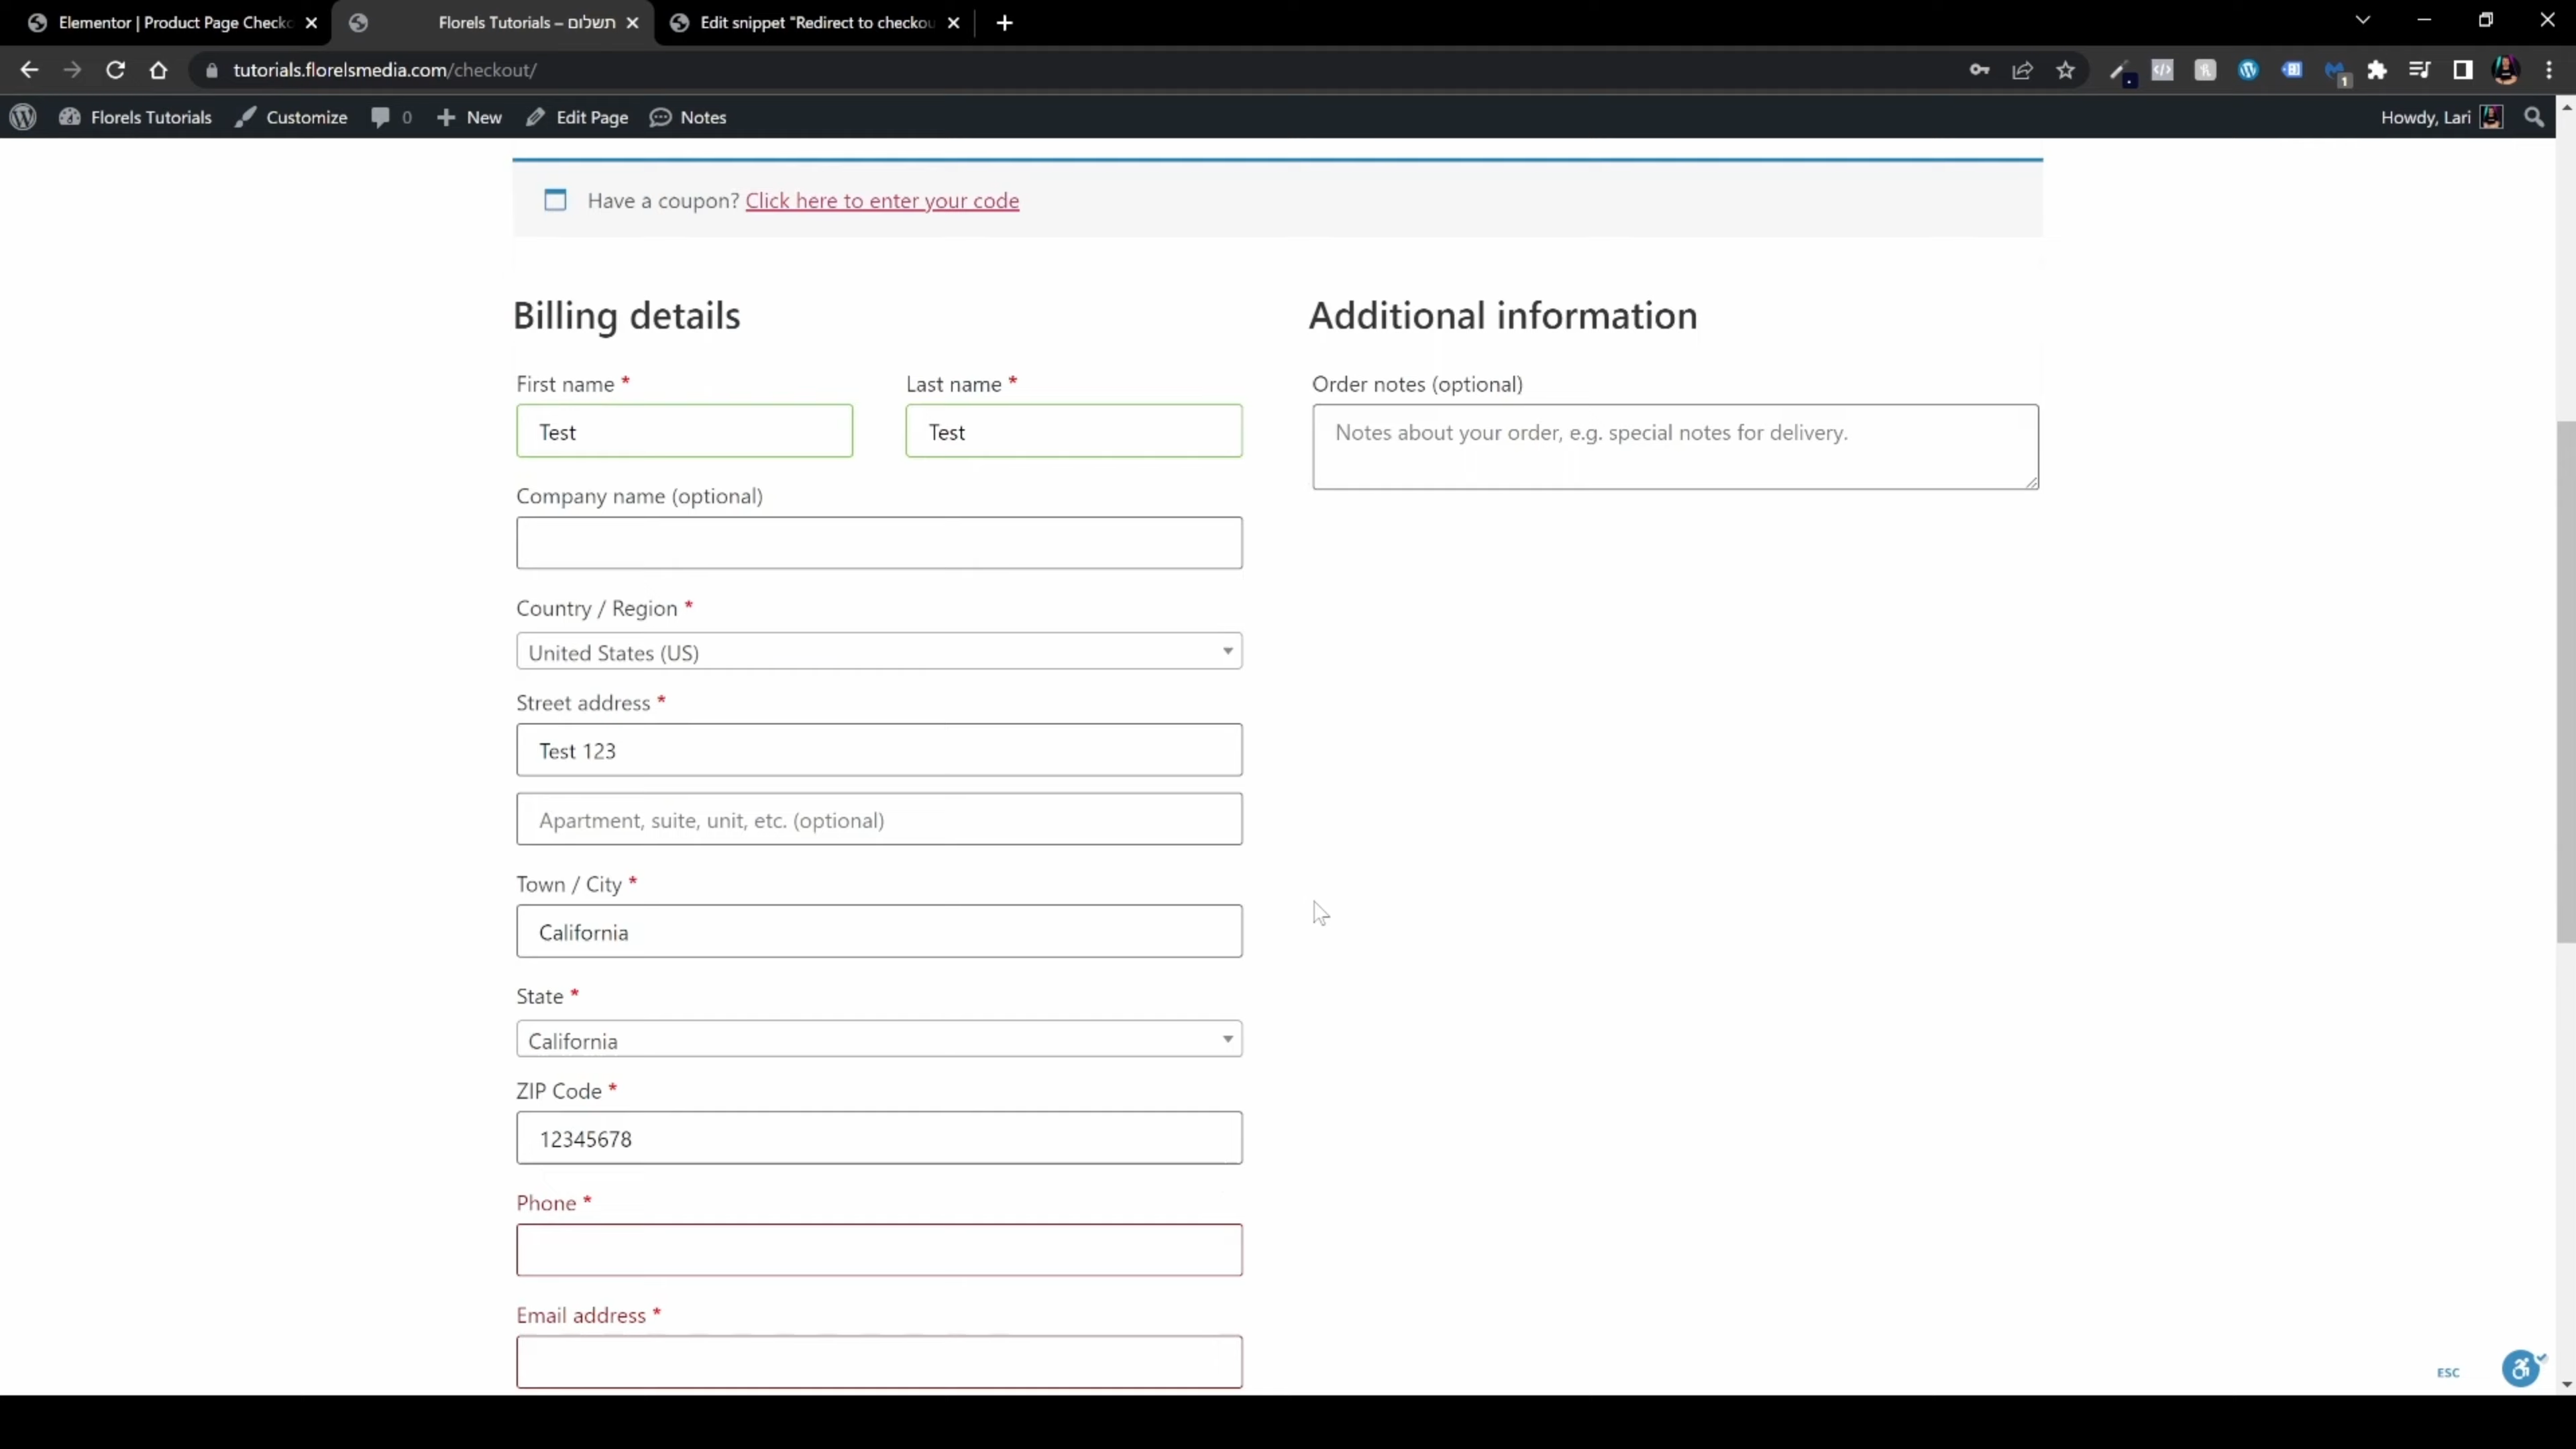 Elementor | Product Page Checko
Florels Tutorials – תשלום
Edit snippet "Redirect to checkou
tutorials.florelsmedia.com/checkout/
1
Florels Tutorials
Customize
0
New
Edit Page
Notes
Howdy, Lari
Have a coupon? Click here to enter your code
Billing details
Additional information
First name *
Last name *
Order notes (optional)
Test
Test
Notes about your order, e.g. special notes for delivery.
Company name (optional)
Country / Region *
United States (US)
Street address *
Test 123
Apartment, suite, unit, etc. (optional)
Town / City *
California
State *
California
ZIP Code *
12345678
Phone *
Email address *
ESC